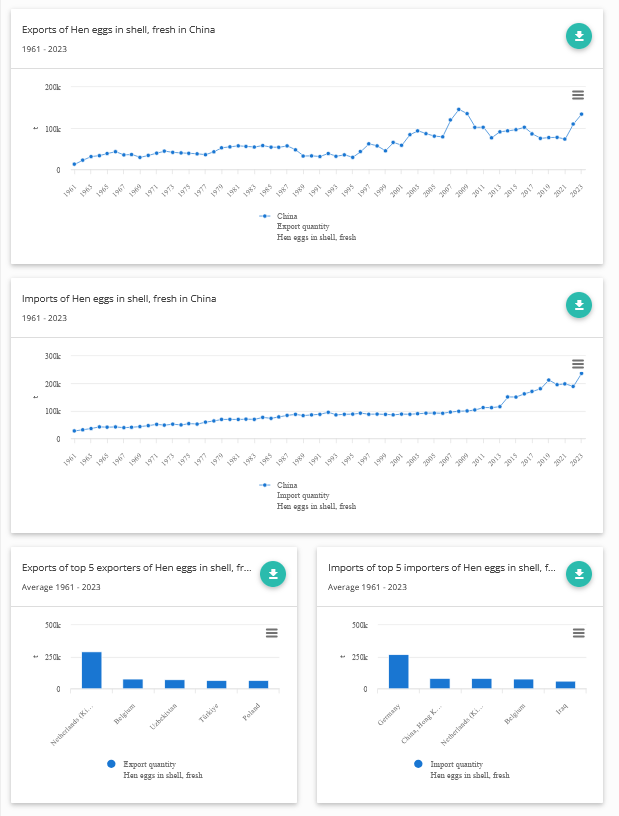 Exports of Hen eggs in shell, fresh in China
1961 - 2023
200k
100k
0
t
1961 1963 1965 1967 1969 1971 1973 1975 1977 1979 1981 1983 1985 1987 1989 1991 1993 1995 1997 1999 2001 2003 2005 2007 2009 2011 2013 2015 2017 2019 2021 2023
China
Export quantity
Hen eggs in shell, fresh
Imports of Hen eggs in shell, fresh in China
1961 - 2023
300k
200k
100k
0
t
1961 1963 1965 1967 1969 1971 1973 1975 1977 1979 1981 1983 1985 1987 1989 1991 1993 1995 1997 1999 2001 2003 2005 2007 2009 2011 2013 2015 2017 2019 2021 2023
China
Import quantity
Hen eggs in shell, fresh
Exports of top 5 exporters of Hen eggs in shell, fr...
Average 1961 - 2023
500k
250k
0
t
Netherlands (Ki... Belgium Uzbekistan Türkiye Poland
Export quantity
Hen eggs in shell, fresh
Imports of top 5 importers of Hen eggs in shell, f...
Average 1961 - 2023
500k
250k
0
t
Germany China, Hong K... Netherlands (Ki... Belgium Iraq
Import quantity
Hen eggs in shell, fresh